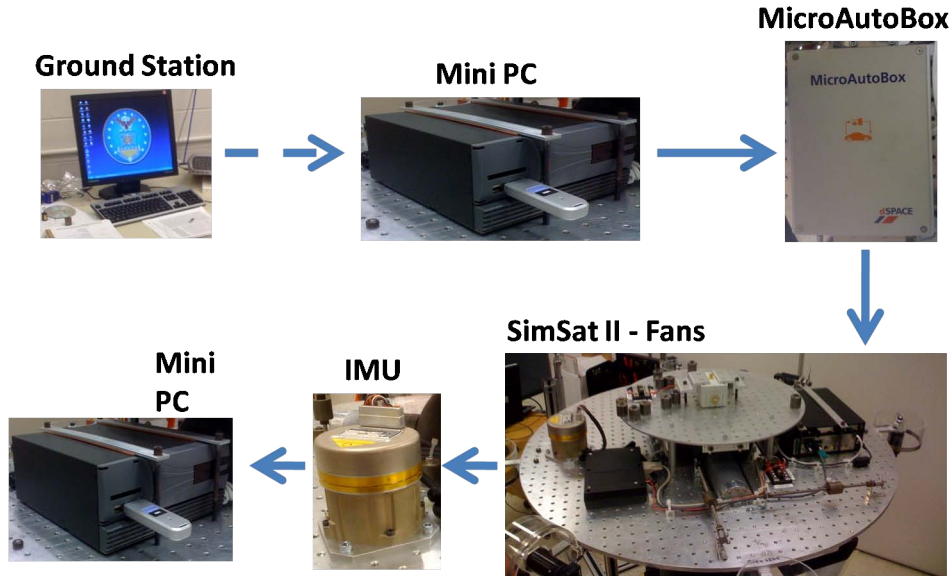 MicroAutoBox
Ground Station
Mini PC
MicroAutoBox
dSPACE
SimSat II - Fans
Mini
PC
IMU